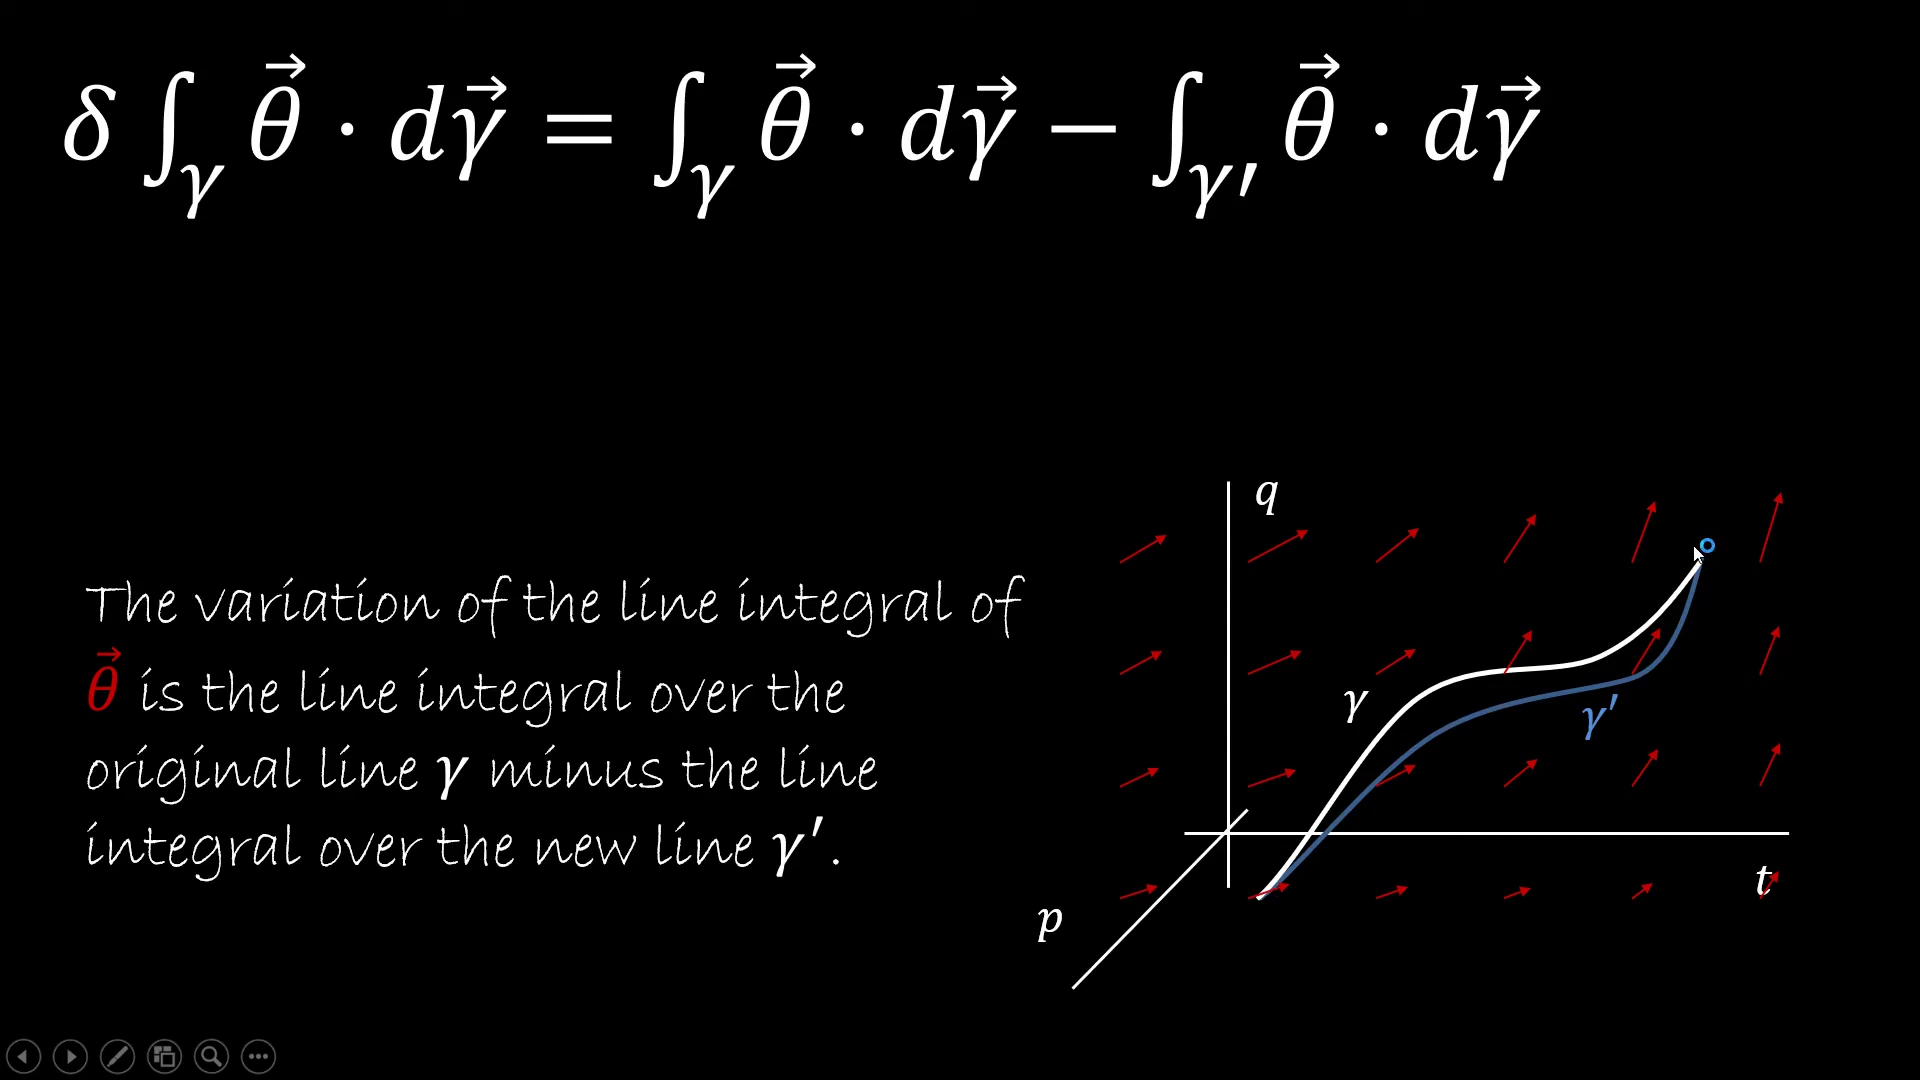 δ ∫_γ θ⃗ · dγ⃗ = ∫_γ θ⃗ · dγ⃗ − ∫_γ′ θ⃗ · dγ⃗
q
The variation of the line integral of
θ⃗ is the line integral over the
original line γ minus the line
integral over the new line γ′.
γ
γ′
t
p